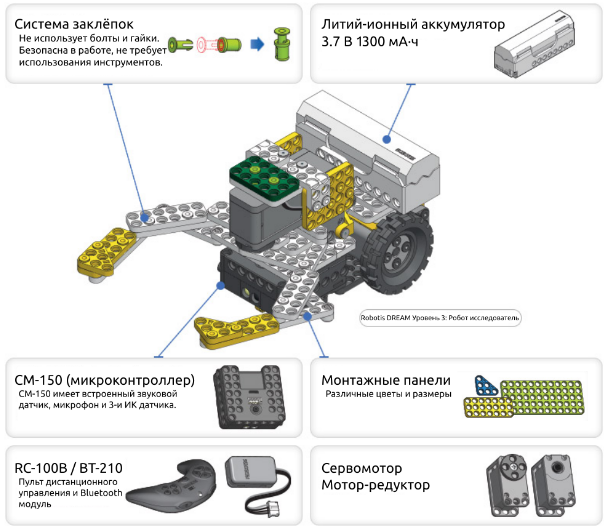 Система заклёпок
Не использует болты и гайки.
Безопасна в работе, не требует
использования инструментов.
Литий-ионный аккумулятор
3.7 В 1300 мА·ч
Robotis DREAM Уровень 3: Робот исследователь
CM-150 (микроконтроллер)
CM-150 имеет встроенный звуковой
датчик, микрофон и 3-и ИК датчика.
Монтажные панели
Различные цветы и размеры
RC-100B / BT-210
Пульт дистанционного
управления и Bluetooth
модуль
Сервомотор
Мотор-редуктор